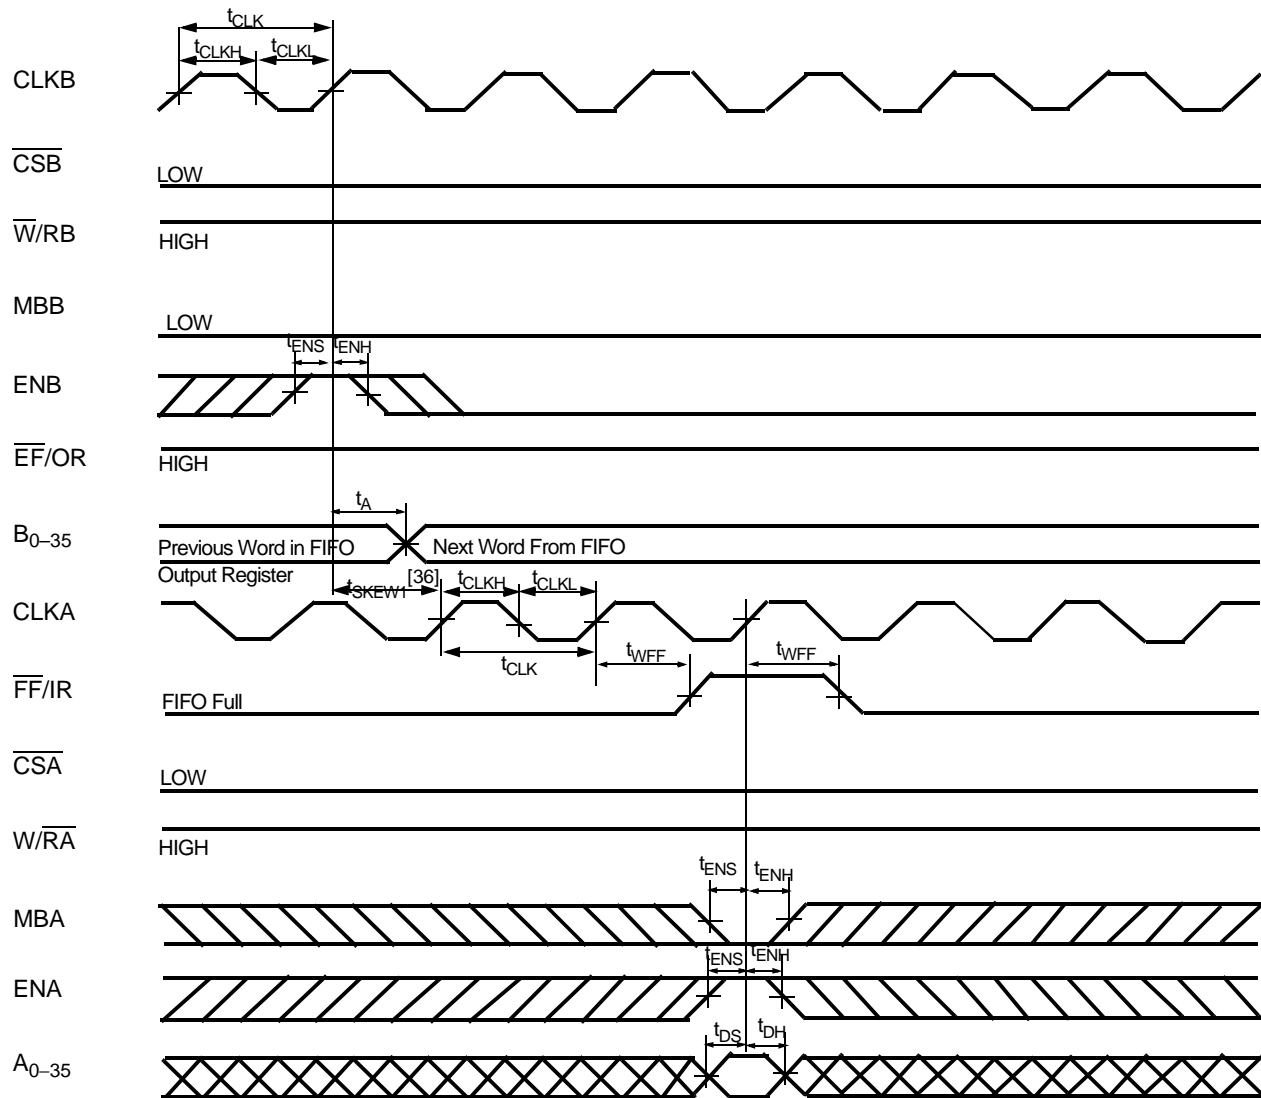 tCLK
tCLKH tCLKL
CLKB
CSB
LOW
W/RB
HIGH
MBB
LOW
tENS tENH
ENB
EF/OR
HIGH
tA
B0–35
Previous Word in FIFO Next Word From FIFO
Output Register
tSKEW1[36] tCLKH tCLKL
CLKA
tCLK tWFF tWFF
FF/IR
FIFO Full
CSA
LOW
W/RA
HIGH
tENS tENH
MBA
tENS tENH
ENA
tDS tDH
A0–35